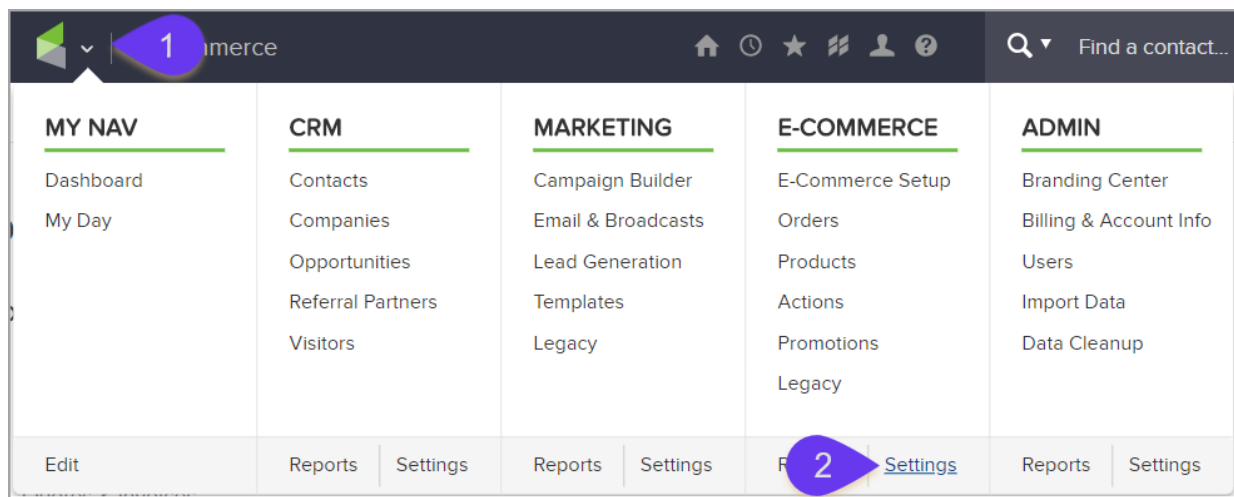 1
mmerce
Find a contact...
MY NAV
Dashboard
My Day
Edit
CRM
Contacts
Companies
Opportunities
Referral Partners
Visitors
Reports
Settings
MARKETING
Campaign Builder
Email & Broadcasts
Lead Generation
Templates
Legacy
Reports
Settings
E-COMMERCE
E-Commerce Setup
Orders
Products
Actions
Promotions
Legacy
R
2
Settings
ADMIN
Branding Center
Billing & Account Info
Users
Import Data
Data Cleanup
Reports
Settings